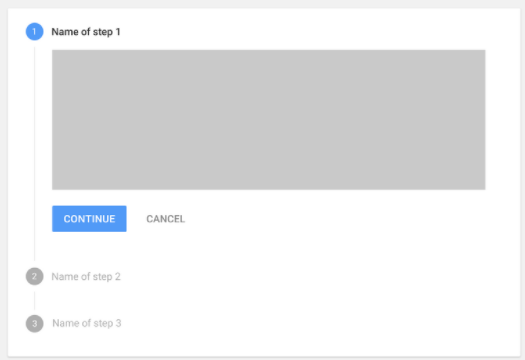 1 Name of step 1
CONTINUE CANCEL
2 Name of step 2
3 Name of step 3